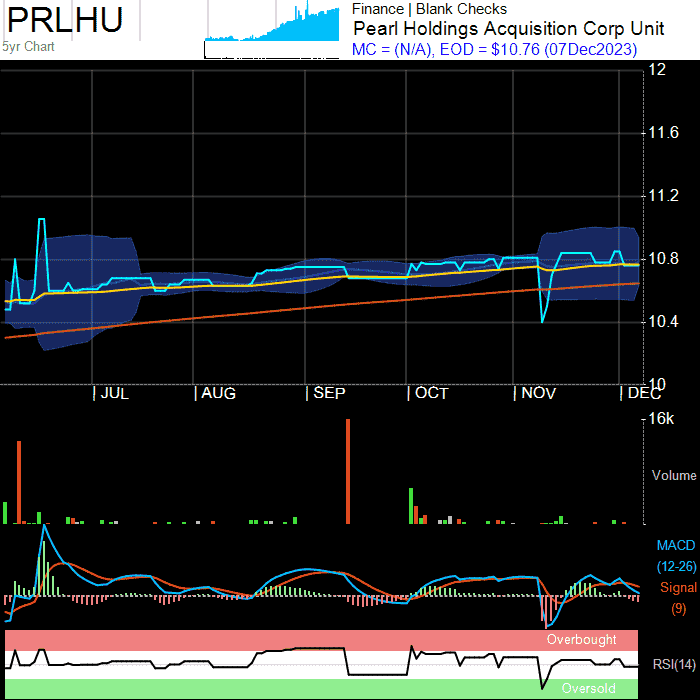 PRLHU
5yr Chart
Finance | Blank Checks
Pearl Holdings Acquisition Corp Unit
MC = (N/A), EOD = $10.76 (07Dec2023)
12
11.6
11.2
10.8
10.4
10
JUL
AUG
SEP
OCT
NOV
DEC
16k
Volume
MACD
(12-26)
Signal
(9)
Overbought
RSI(14)
Oversold